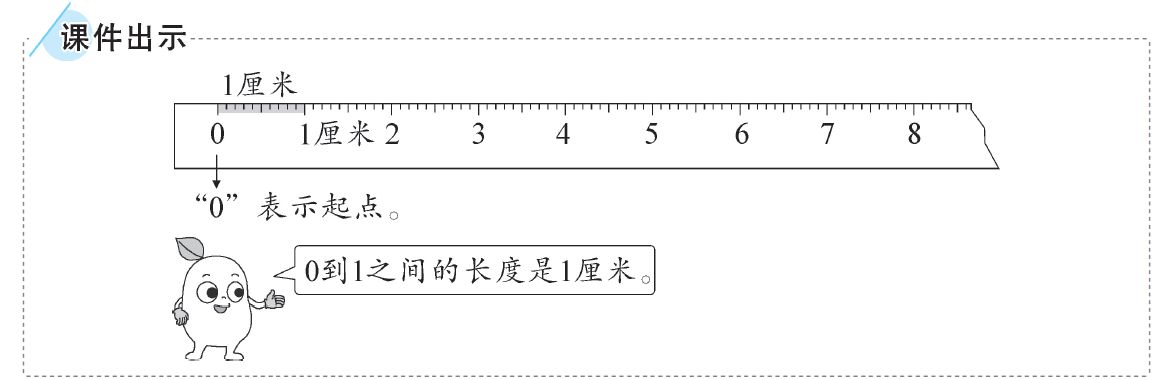 课件出示
1厘米
0 1厘米 2 3 4 5 6 7 8
“0”表示起点。
0到1之间的长度是1厘米。